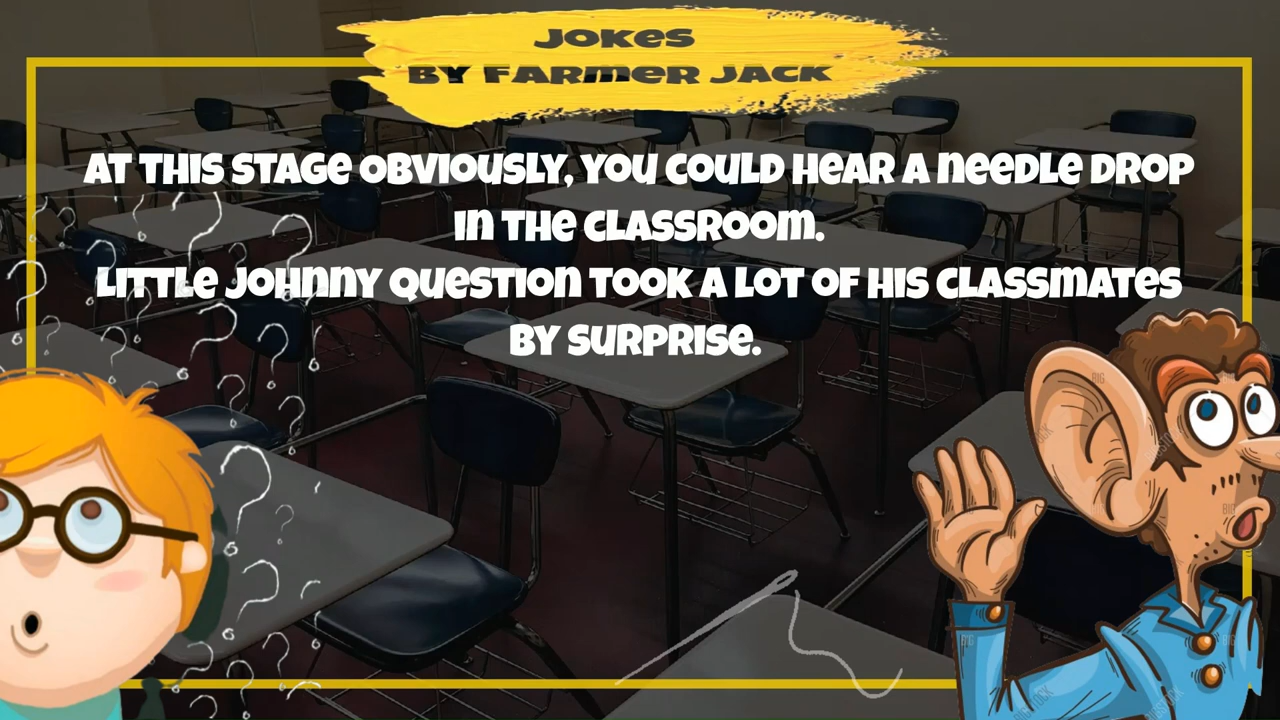 JOKES
BY FARMER JACK
AT THIS STAGE OBVIOUSLY, YOU COULD HEAR A NEEDLE DROP
IN THE CLASSROOM.
LITTLE JOHNNY QUESTION TOOK A LOT OF HIS CLASSMATES
BY SURPRISE.